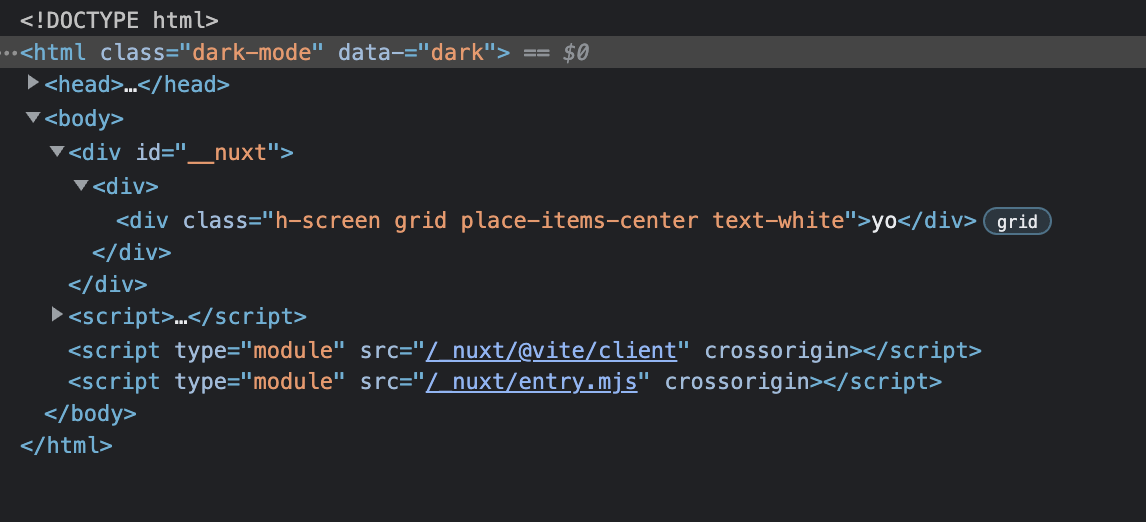 <!DOCTYPE html>
···<html class="dark-mode" data-="dark"> == $0
▶<head>…</head>
▼<body>
▼<div id="__nuxt">
▼<div>
<div class="h-screen grid place-items-center text-white">yo</div> grid
</div>
</div>
▶<script>…</script>
<script type="module" src="/_nuxt/@vite/client" crossorigin></script>
<script type="module" src="/_nuxt/entry.mjs" crossorigin></script>
</body>
</html>